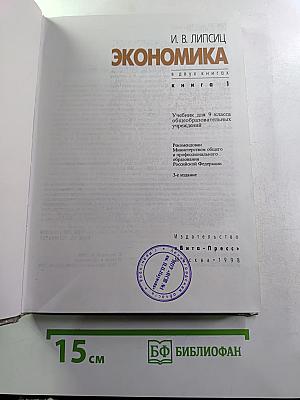 И. В. ЛИПСИЦ
ЭКОНОМИКА
в двух книгах
книга 1
Учебник для 9 класса
общеобразовательных
учреждений
Рекомендован
Министерством общего
и профессионального
образования
Российской Федерации
3-е издание
Издательство
«Вита-Пресс»
Москва • 1998
15 см
БФ БИБЛИОФАН